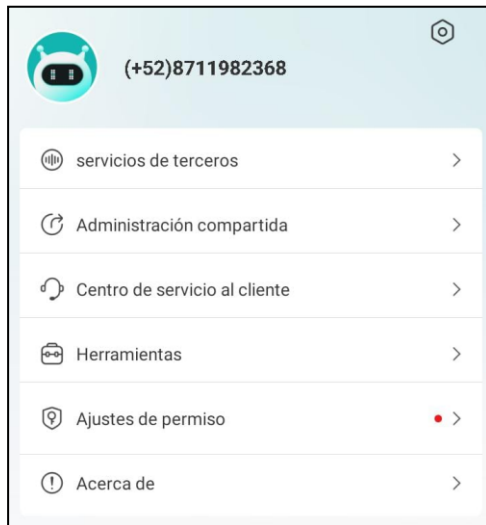 (+52)8711982368
servicios de terceros
Administración compartida
Centro de servicio al cliente
Herramientas
Ajustes de permiso
Acerca de